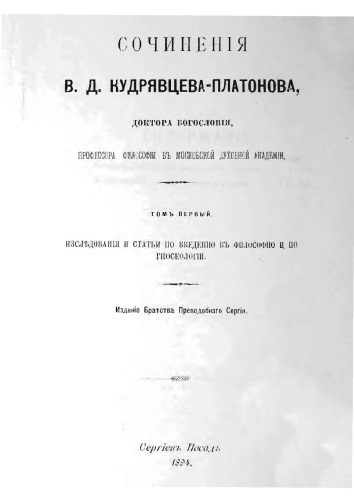 СОЧИНЕНІЯ
В. Д. КУДРЯВЦЕВА-ПЛАТОНОВА,
ДОКТОРА БОГОСЛОВІЯ,
ПРОФЕССОРА ФИЛОСОФІИ ВЪ МОСКОВСКОЙ ДУХОВНОЙ АКАДЕМІИ.
ТОМЪ ПЕРВЫЙ.
ИЗСЛѢДОВАНІЯ И СТАТЬИ ПО ВВЕДЕНІЮ ВЪ ФИЛОСОФІЮ И ПО
ГНОСЕОЛОГІИ.
Изданіе Братства Преподобнаго Сергія.
Сергіевъ Посадъ
1894.